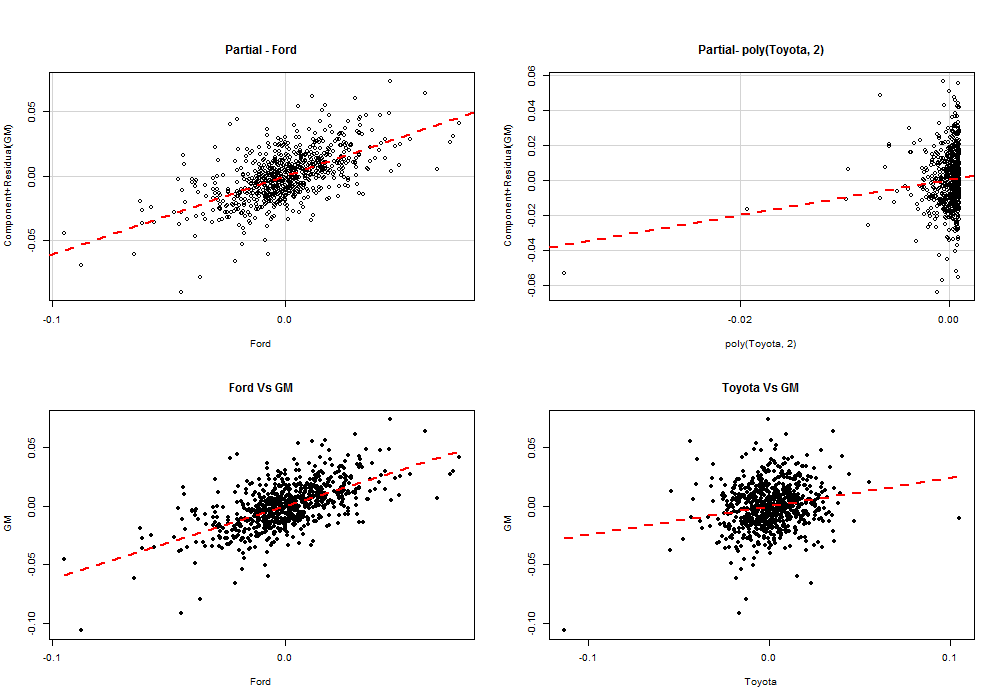 Partial - Ford
Component+Residual(GM)
0.05
0.00
-0.05
-0.1
0.0
Ford
Partial- poly(Toyota, 2)
Component+Residual(GM)
0.06
0.04
0.02
0.00
-0.02
-0.04
-0.06
-0.02
0.00
poly(Toyota, 2)
Ford Vs GM
GM
0.05
0.00
-0.05
-0.10
-0.1
0.0
Ford
Toyota Vs GM
GM
0.05
0.00
-0.05
-0.10
-0.1
0.0
0.1
Toyota